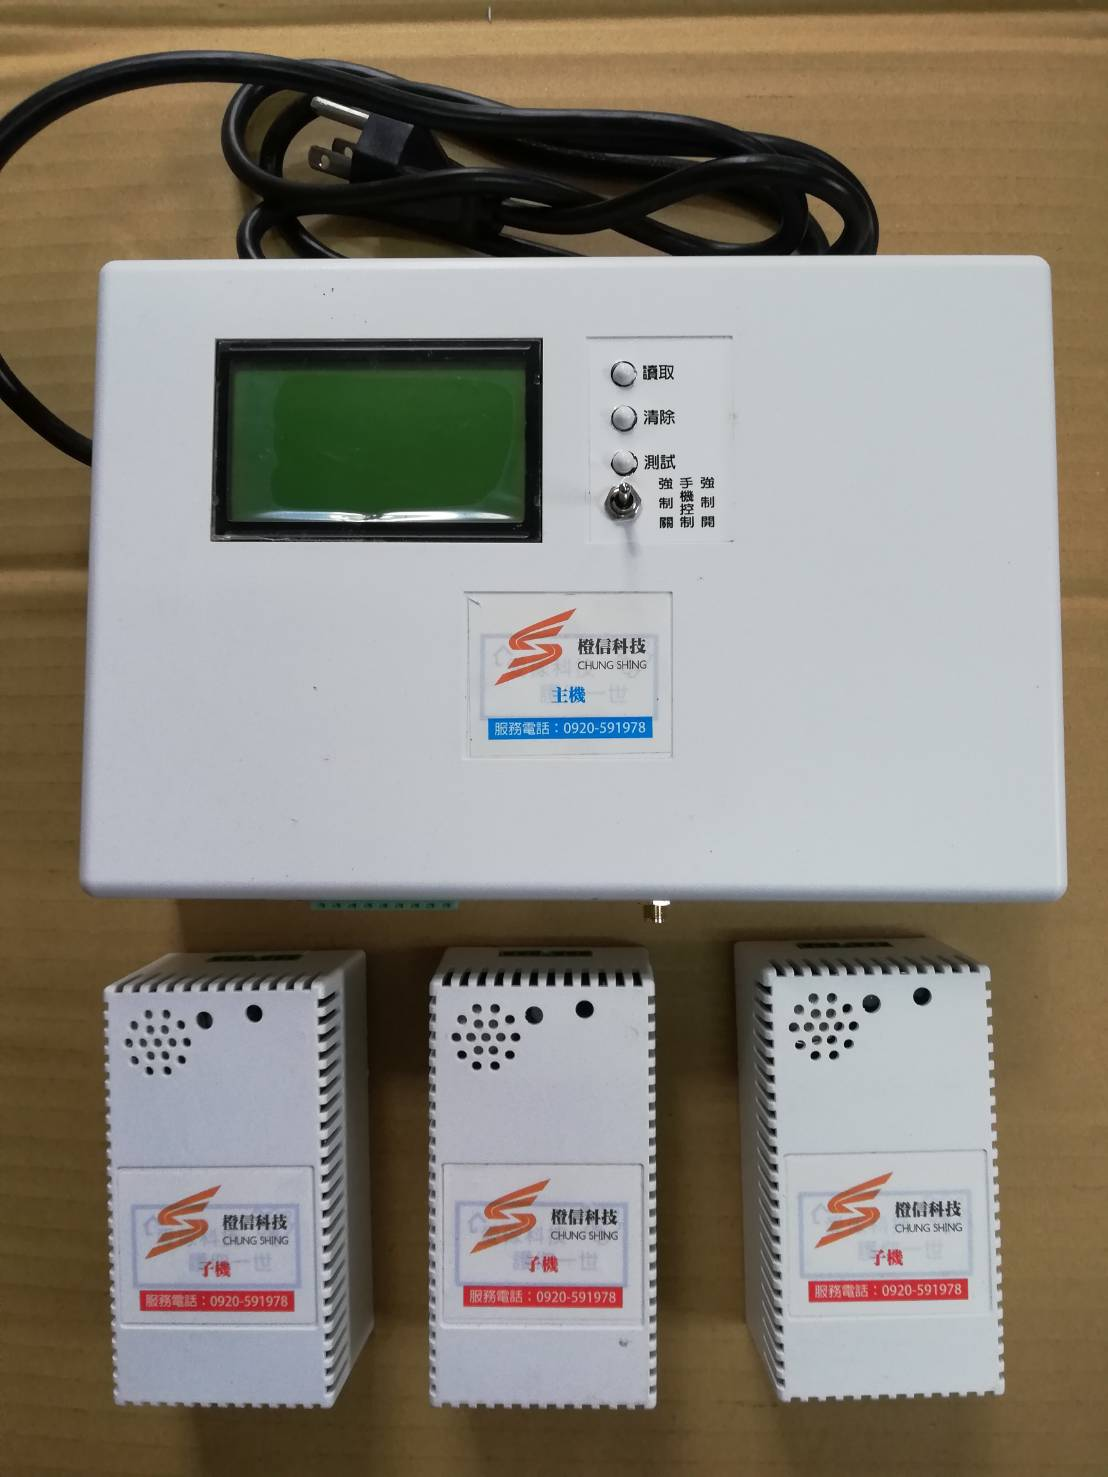 讀取
清除
測試
強制關
手機控制
強制開
橙信科技
CHUNG SHING
主機
服務電話：0920-591978
橙信科技
CHUNG SHING
子機
服務電話：0920-591978
橙信科技
CHUNG SHING
子機
服務電話：0920-591978
橙信科技
CHUNG SHING
子機
服務電話：0920-591978